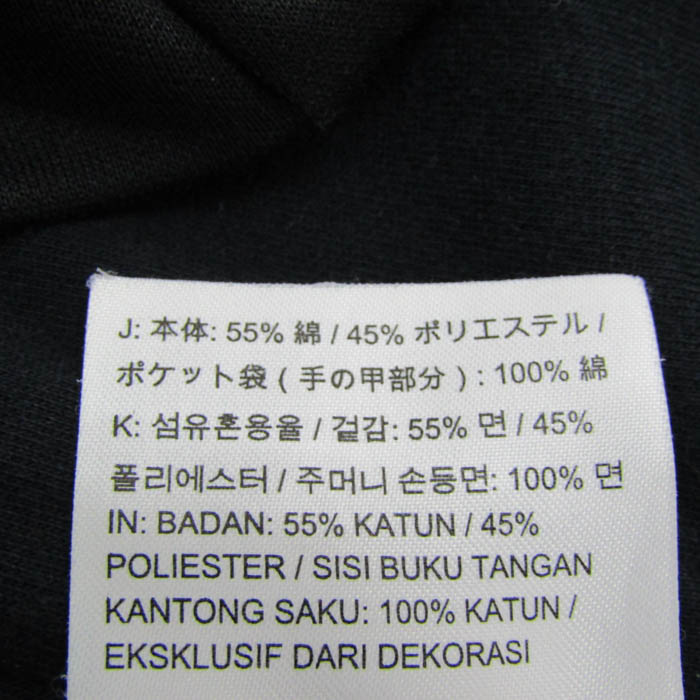 J: 本体: 55% 綿 / 45% ポリエステル /
ポケット袋 ( 手の甲部分 ) : 100% 綿
K: 섬유혼용율 / 겉감: 55% 면 / 45%
폴리에스터 / 주머니 손등면: 100% 면
IN: BADAN: 55% KATUN / 45%
POLIESTER / SISI BUKU TANGAN
KANTONG SAKU: 100% KATUN /
EKSKLUSIF DARI DEKORASI